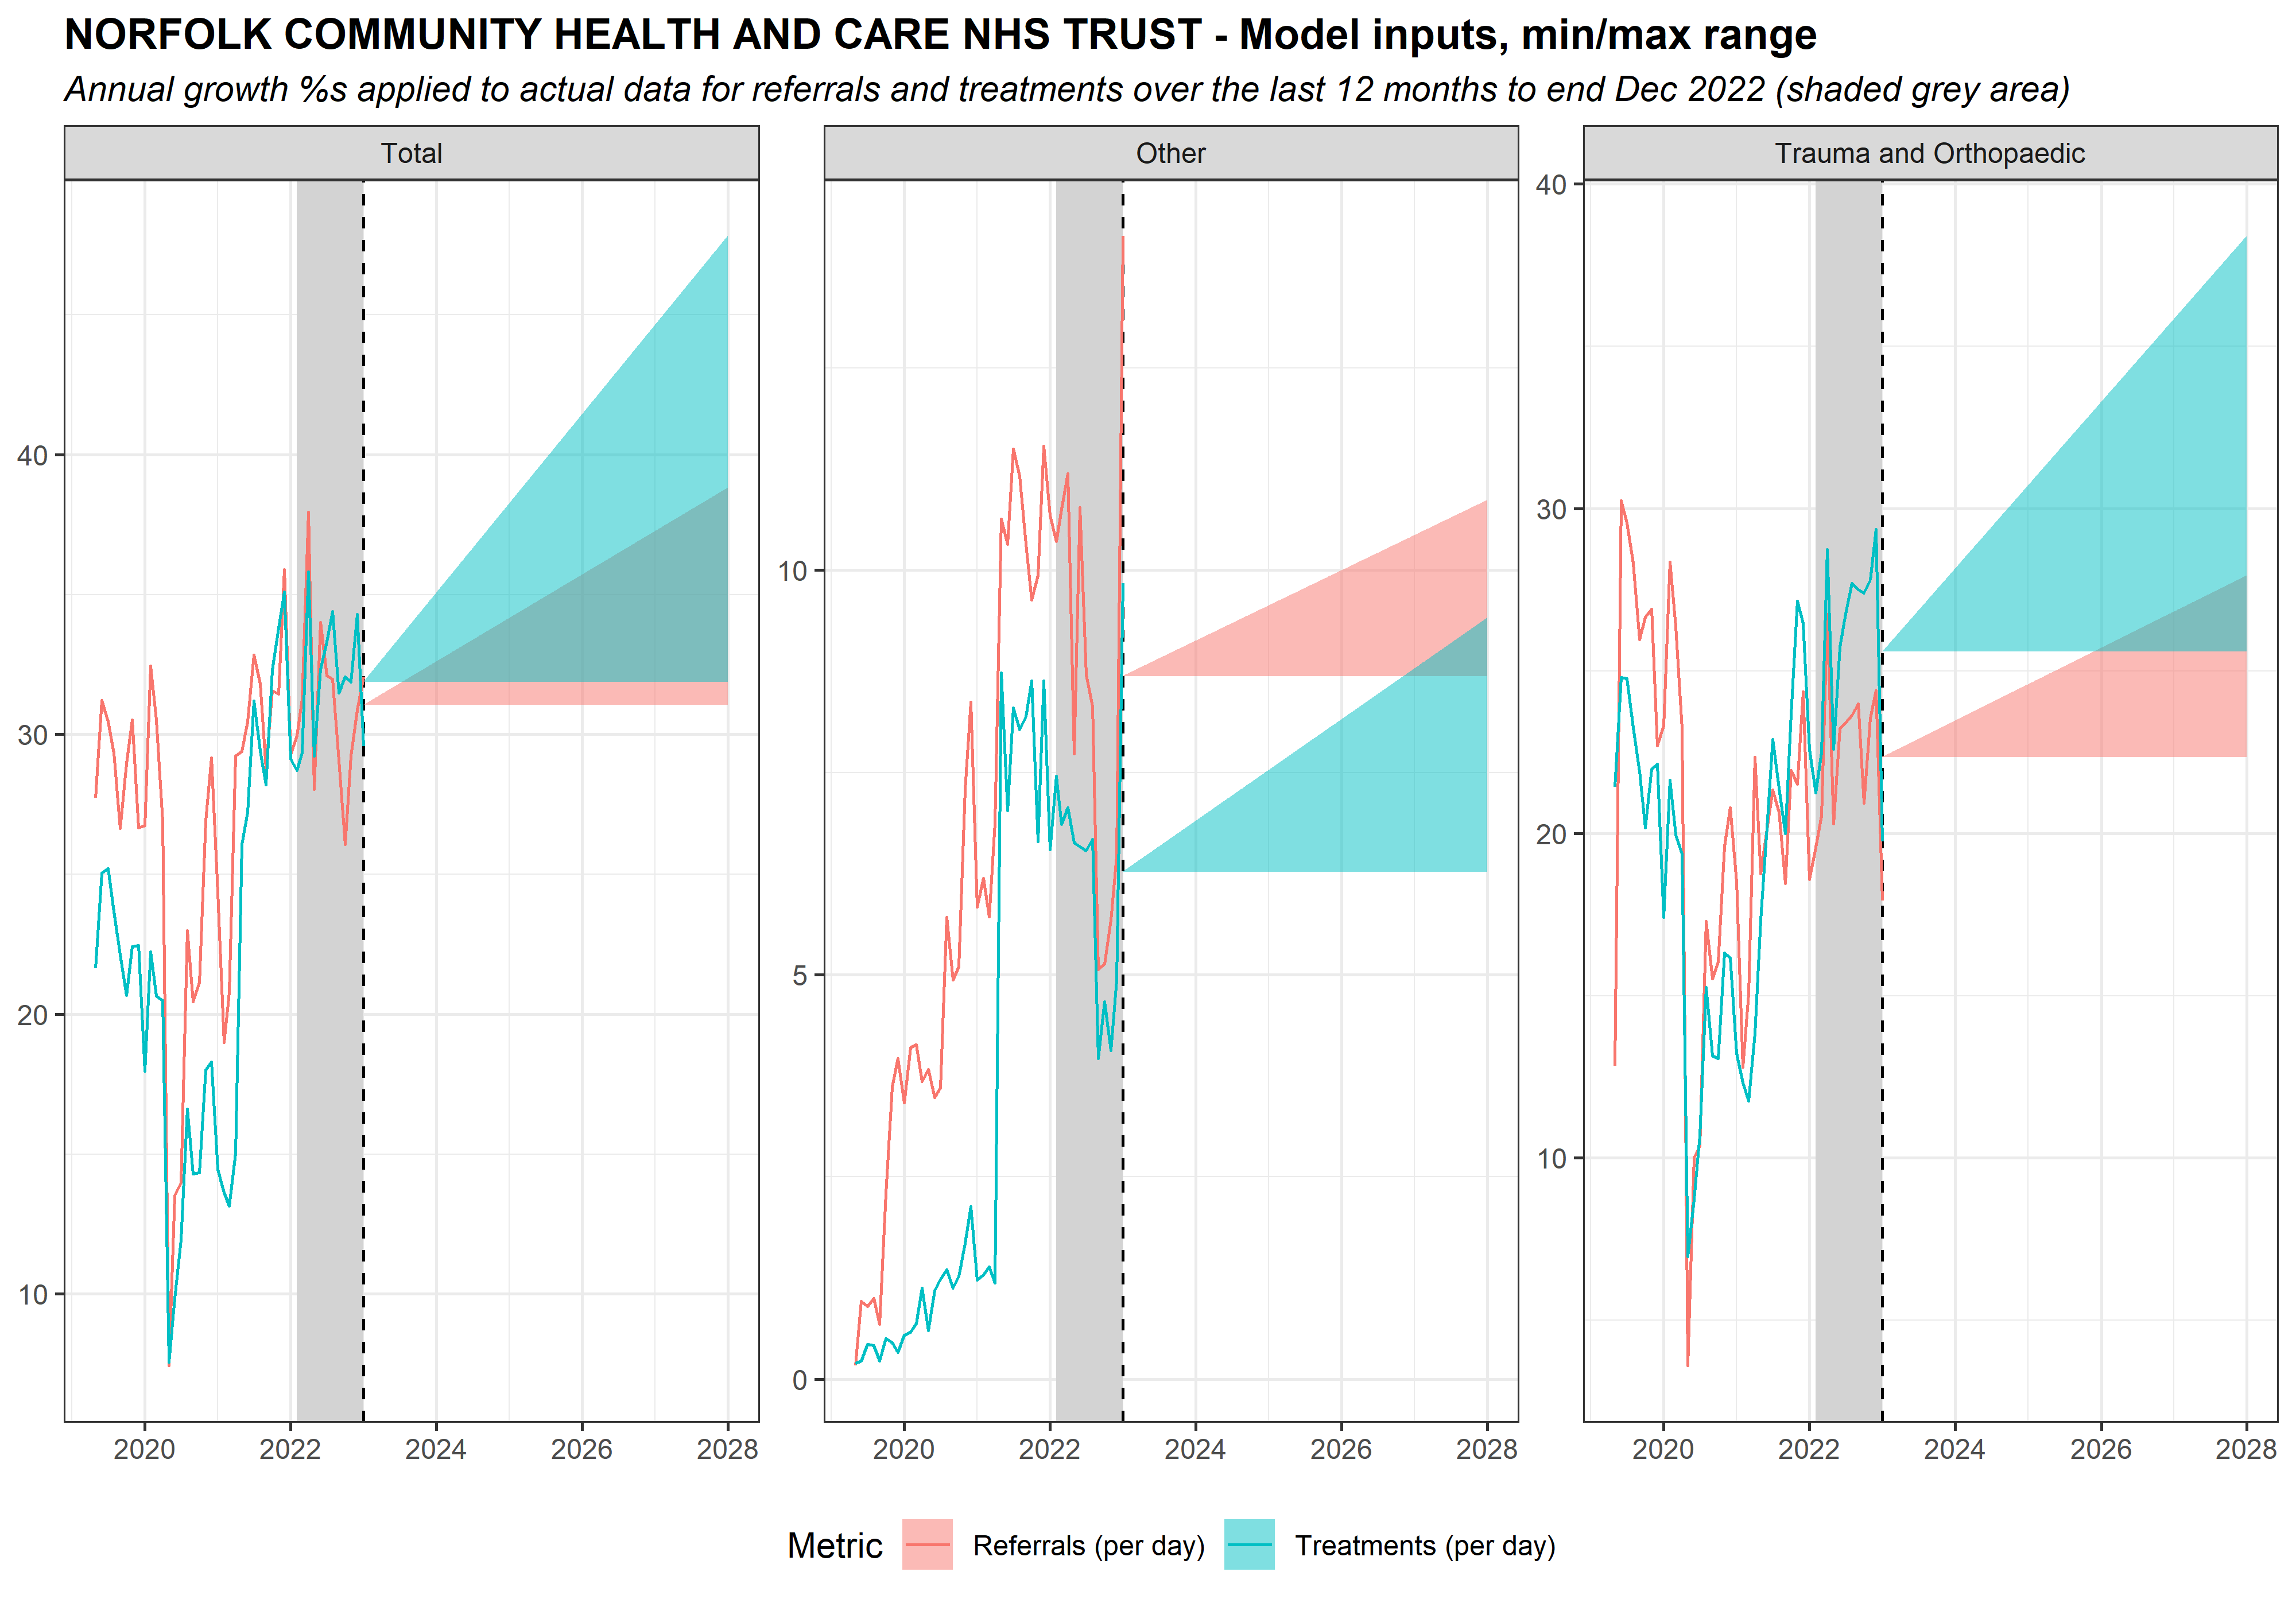 NORFOLK COMMUNITY HEALTH AND CARE NHS TRUST - Model inputs, min/max range
Annual growth %s applied to actual data for referrals and treatments over the last 12 months to end Dec 2022 (shaded grey area)
Total
Other
Trauma and Orthopaedic
40
30
20
10
10
5
0
40
30
20
10
2020 2022 2024 2026 2028
2020 2022 2024 2026 2028
2020 2022 2024 2026 2028
Metric Referrals (per day) Treatments (per day)